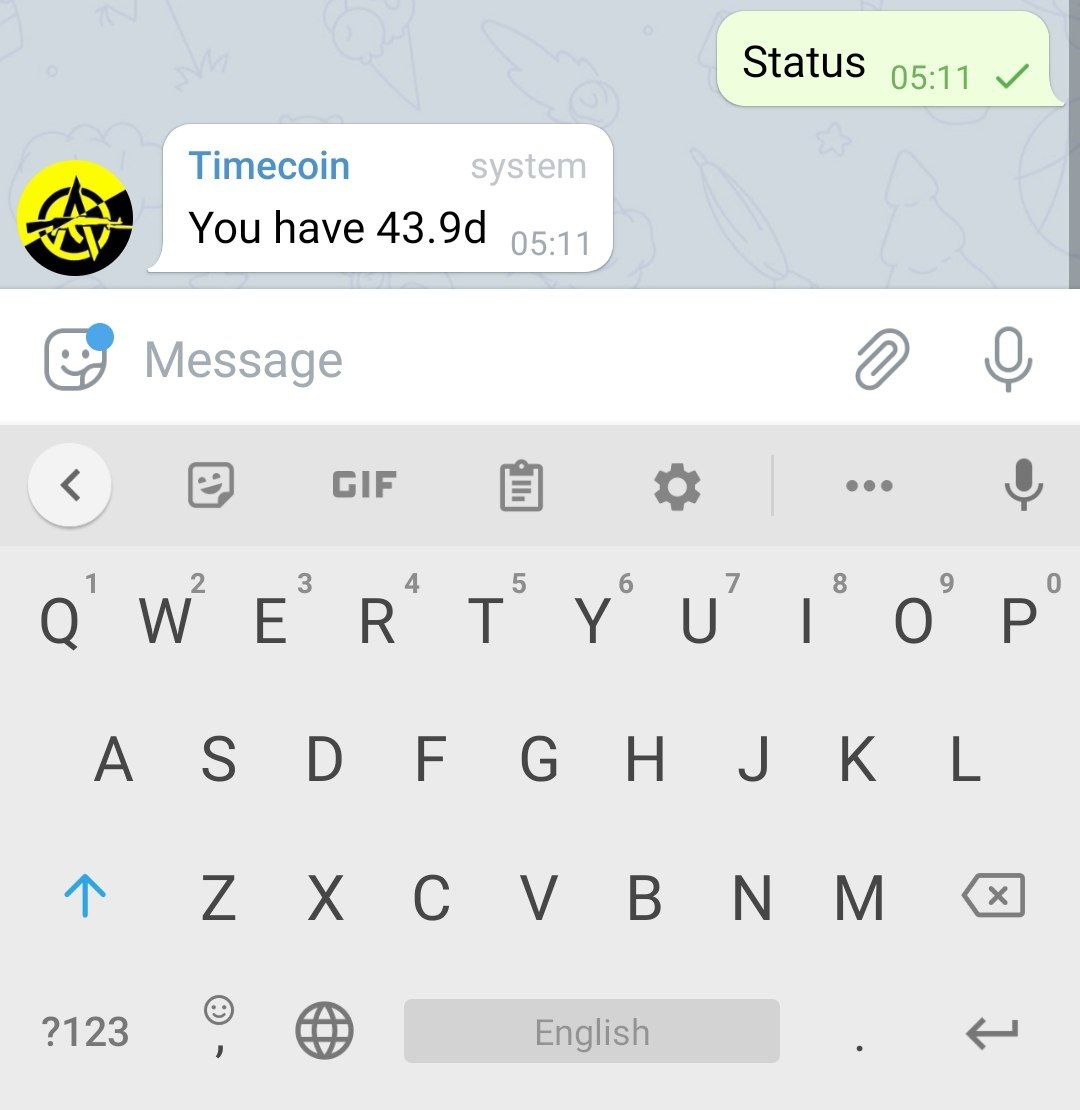 Status 05:11
Timecoin system
You have 43.9d 05:11
Message
GIF
1 2 3 4 5 6 7 8 9 0
Q W E R T Y U I O P
A S D F G H J K L
Z X C V B N M
?123 , English .